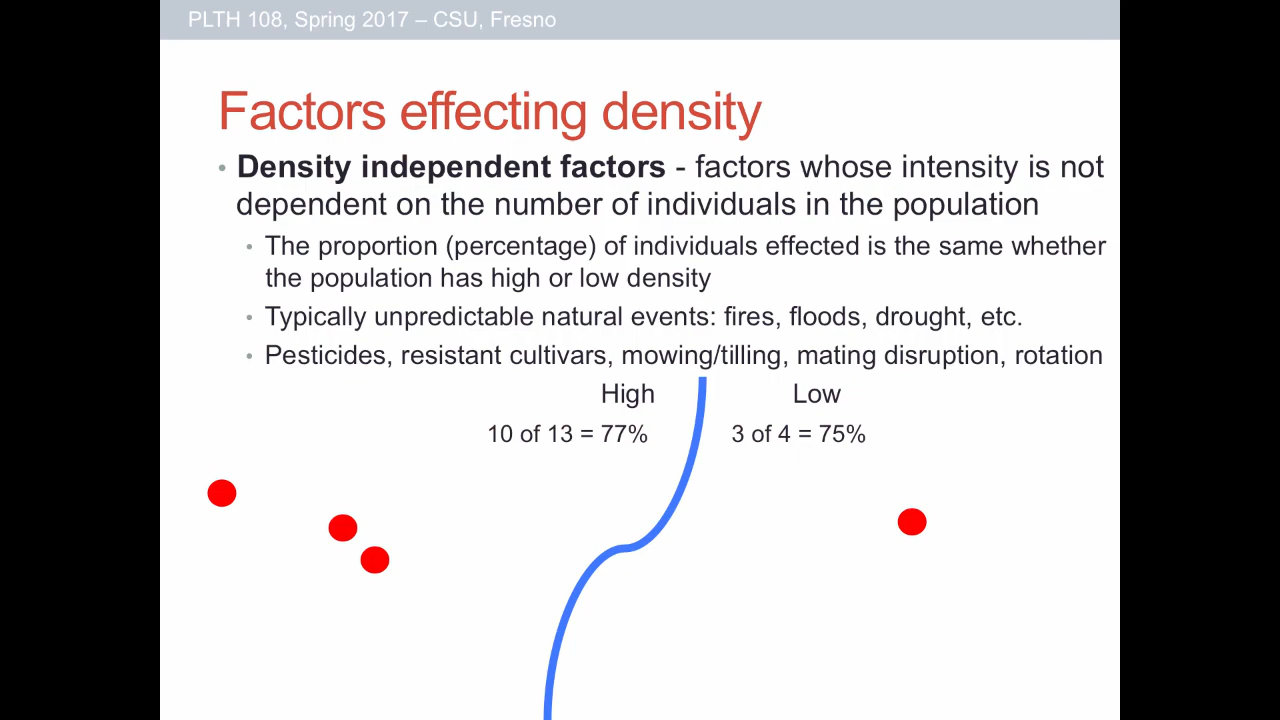 PLTH 108, Spring 2017 – CSU, Fresno
Factors effecting density
• Density independent factors - factors whose intensity is not
dependent on the number of individuals in the population
• The proportion (percentage) of individuals effected is the same whether
the population has high or low density
• Typically unpredictable natural events: fires, floods, drought, etc.
• Pesticides, resistant cultivars, mowing/tilling, mating disruption, rotation
High Low
10 of 13 = 77% 3 of 4 = 75%